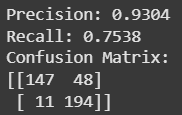 Precision: 0.9304
Recall: 0.7538
Confusion Matrix:
[[147  48]
 [ 11 194]]